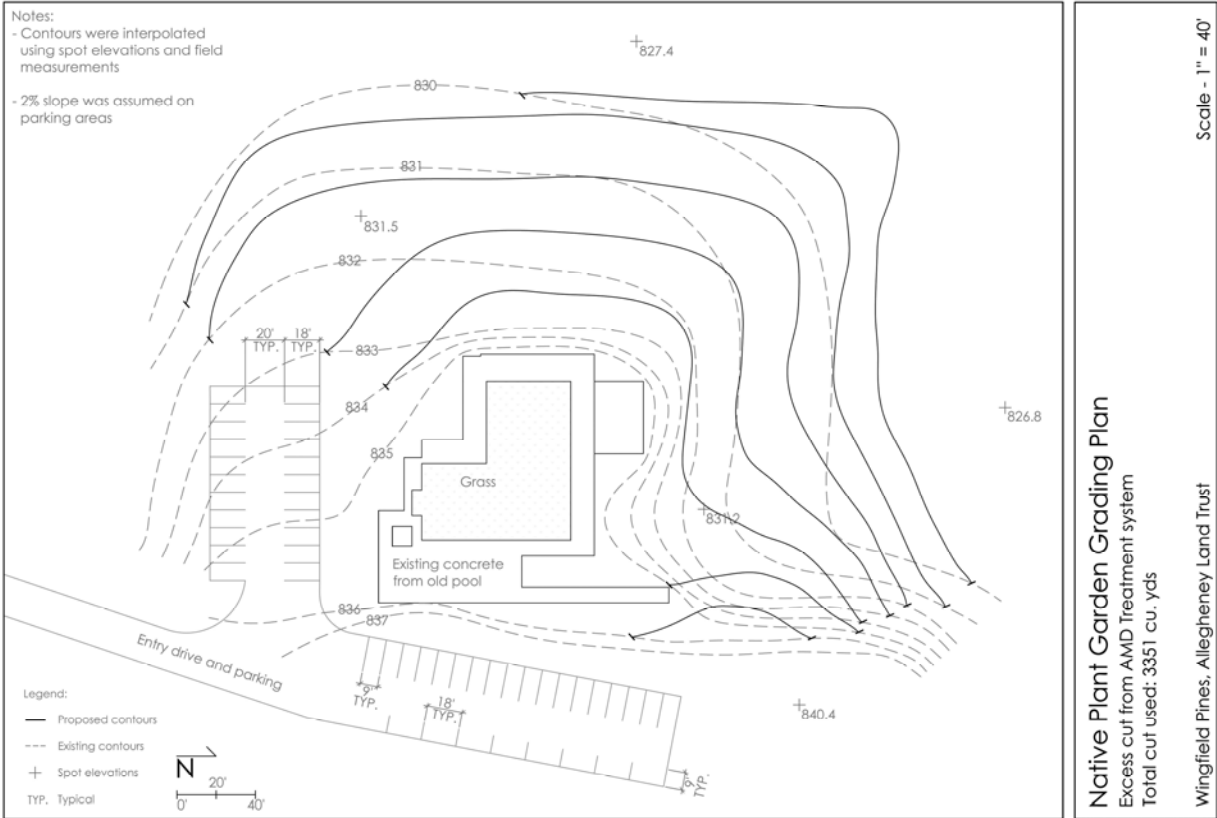 Notes:
- Contours were interpolated
using spot elevations and field
measurements
- 2% slope was assumed on
parking areas
827.4
830
831
831.5
832
20'
TYP.
18'
TYP.
833
834
835
826.8
Grass
831.2
Existing concrete
from old pool
836
837
Entry drive and parking
9'
TYP.
18'
TYP.
840.4
9'
TYP.
Legend:
Proposed contours
Existing contours
Spot elevations
TYP. Typical
N
20'
0' 40'
Native Plant Garden Grading Plan
Excess cut from AMD Treatment system
Total cut used: 3351 cu. yds
Wingfield Pines, Allegheney Land Trust
Scale - 1" = 40'